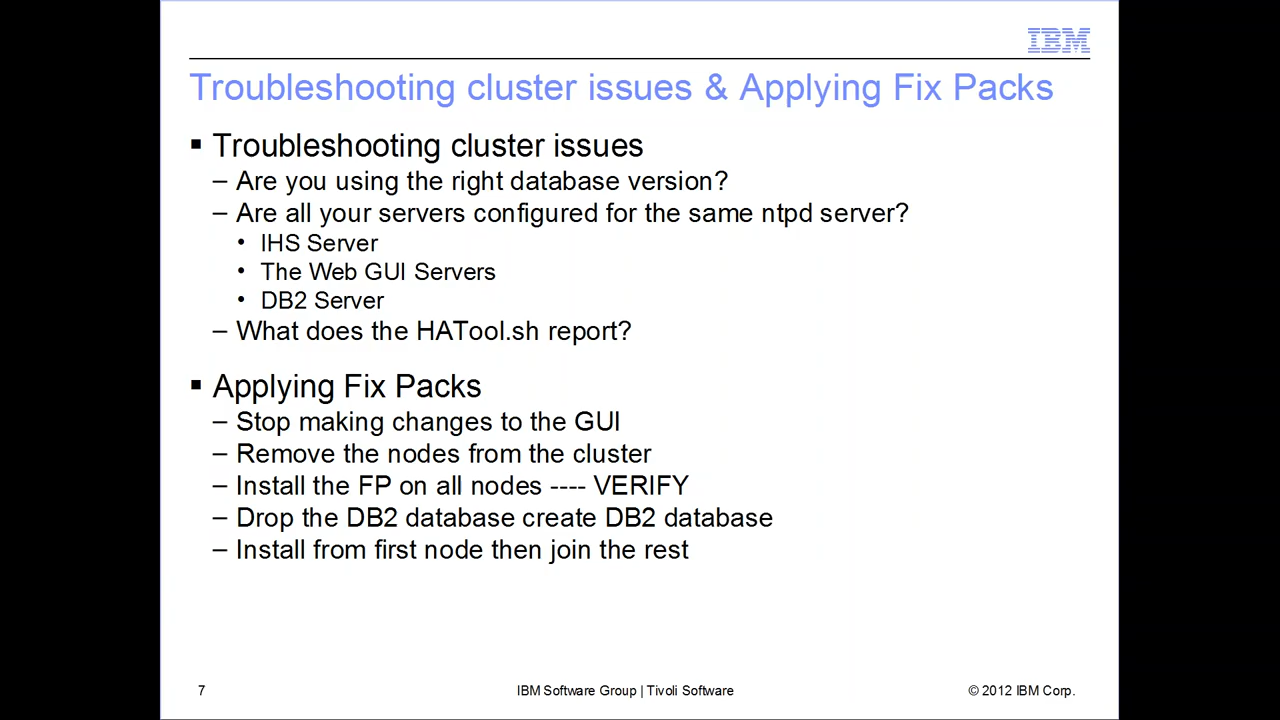 IBM
Troubleshooting cluster issues & Applying Fix Packs
▪ Troubleshooting cluster issues
– Are you using the right database version?
– Are all your servers configured for the same ntpd server?
• IHS Server
• The Web GUI Servers
• DB2 Server
– What does the HATool.sh report?
▪ Applying Fix Packs
– Stop making changes to the GUI
– Remove the nodes from the cluster
– Install the FP on all nodes ---- VERIFY
– Drop the DB2 database create DB2 database
– Install from first node then join the rest
7 IBM Software Group | Tivoli Software © 2012 IBM Corp.